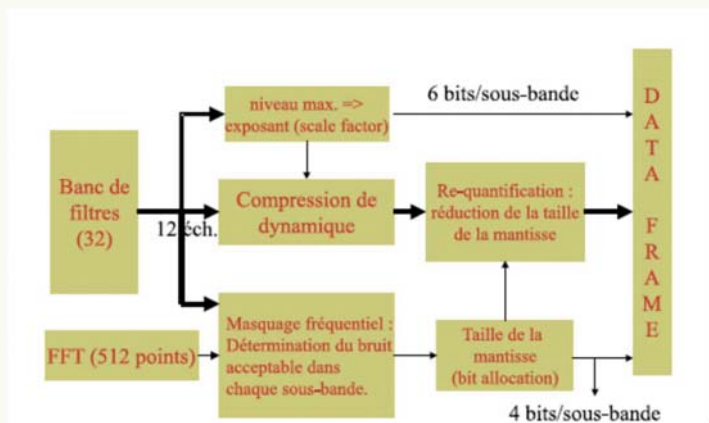 niveau max. =>
exposant (scale factor)
6 bits/sous-bande
Banc de
filtres
(32)
12 éch.
Compression de
dynamique
Re-quantification :
réduction de la taille
de la mantisse
DATA FRAME
FFT (512 points)
Masquage fréquentiel :
Détermination du bruit
acceptable dans
chaque sous-bande.
Taille de la
mantisse
(bit allocation)
4 bits/sous-bande